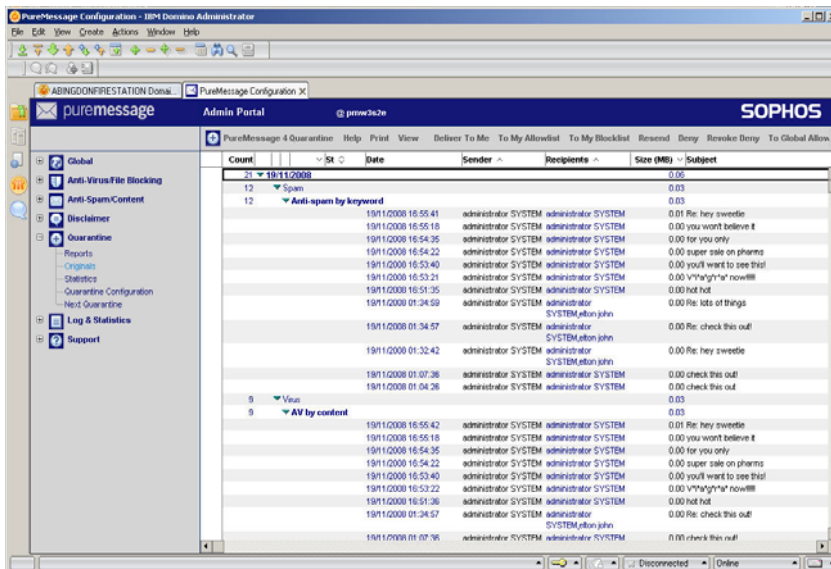 PureMessage Configuration - IBM Domino Administrator
File Edit View Create Actions Window Help
ABINGDONFIRESTATION Domai... PureMessage Configuration X
puremessage Admin Portal @ pmw3s2e SOPHOS
PureMessage 4 Quarantine Help Print View Deliver To Me To My Allowlist To My Blocklist Resend Deny Revoke Deny To Global Allow
Global
Anti-Virus/File Blocking
Anti-Spam/Content
Disclaimer
Quarantine
Reports
Originals
Statistics
Quarantine Configuration
Next Quarantine
Log & Statistics
Support
Count St Date Sender Recipients Size (MB) Subject
21 19/11/2008 0.06
12 Spam 0.03
12 Anti-spam by keyword 0.03
19/11/2008 16:55:41 administrator SYSTEM administrator SYSTEM 0.01 Re: hey sweetie
19/11/2008 16:55:18 administrator SYSTEM administrator SYSTEM 0.00 you won't believe it
19/11/2008 16:54:35 administrator SYSTEM administrator SYSTEM 0.00 for you only
19/11/2008 16:54:22 administrator SYSTEM administrator SYSTEM 0.00 super sale on pharms
19/11/2008 16:53:40 administrator SYSTEM administrator SYSTEM 0.00 you'll want to see this!
19/11/2008 16:53:21 administrator SYSTEM administrator SYSTEM 0.00 V*i*a*g*r*a* now!!!!!
19/11/2008 16:51:35 administrator SYSTEM administrator SYSTEM 0.00 hot hot
19/11/2008 01:34:59 administrator SYSTEM administrator 0.00 Re: lots of things
SYSTEM,elton john
19/11/2008 01:34:57 administrator SYSTEM administrator 0.00 Re: check this out!
SYSTEM,elton john
19/11/2008 01:32:42 administrator SYSTEM administrator 0.00 Re: hey sweetie
SYSTEM,elton john
19/11/2008 01:07:36 administrator SYSTEM administrator SYSTEM 0.00 check this out!
19/11/2008 01:04:26 administrator SYSTEM administrator SYSTEM 0.00 check this out
9 Virus 0.03
9 AV by content 0.03
19/11/2008 16:55:42 administrator SYSTEM administrator SYSTEM 0.01 Re: hey sweetie
19/11/2008 16:55:18 administrator SYSTEM administrator SYSTEM 0.00 you won't believe it
19/11/2008 16:54:35 administrator SYSTEM administrator SYSTEM 0.00 for you only
19/11/2008 16:54:22 administrator SYSTEM administrator SYSTEM 0.00 super sale on pharms
19/11/2008 16:53:40 administrator SYSTEM administrator SYSTEM 0.00 you'll want to see this!
19/11/2008 16:53:22 administrator SYSTEM administrator SYSTEM 0.00 V*i*a*g*r*a* now!!!!!
19/11/2008 16:51:36 administrator SYSTEM administrator SYSTEM 0.00 hot hot
19/11/2008 01:34:57 administrator SYSTEM administrator 0.00 Re: check this out!
SYSTEM,elton john
19/11/2008 01:07:36 administrator SYSTEM administrator SYSTEM 0.00 check this out!
Disconnected Online